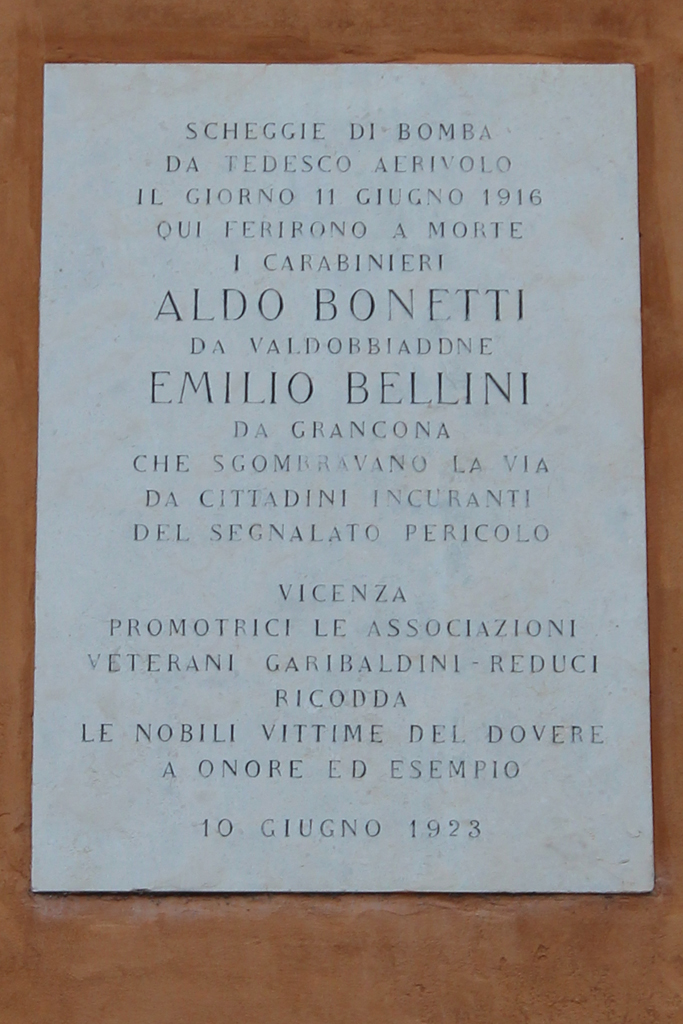 SCHEGGIE DI BOMBA
DA TEDESCO AERIVOLO
IL GIORNO 11 GIUGNO 1916
QUI FERIRONO A MORTE
I CARABINIERI
ALDO BONETTI
DA VALDOBBIADDNE
EMILIO BELLINI
DA GRANCONA
CHE SGOMBRAVANO LA VIA
DA CITTADINI INCURANTI
DEL SEGNALATO PERICOLO
VICENZA
PROMOTRICI LE ASSOCIAZIONI
VETERANI GARIBALDINI - REDUCI
RICODDA
LE NOBILI VITTIME DEL DOVERE
A ONORE ED ESEMPIO
10 GIUGNO 1923